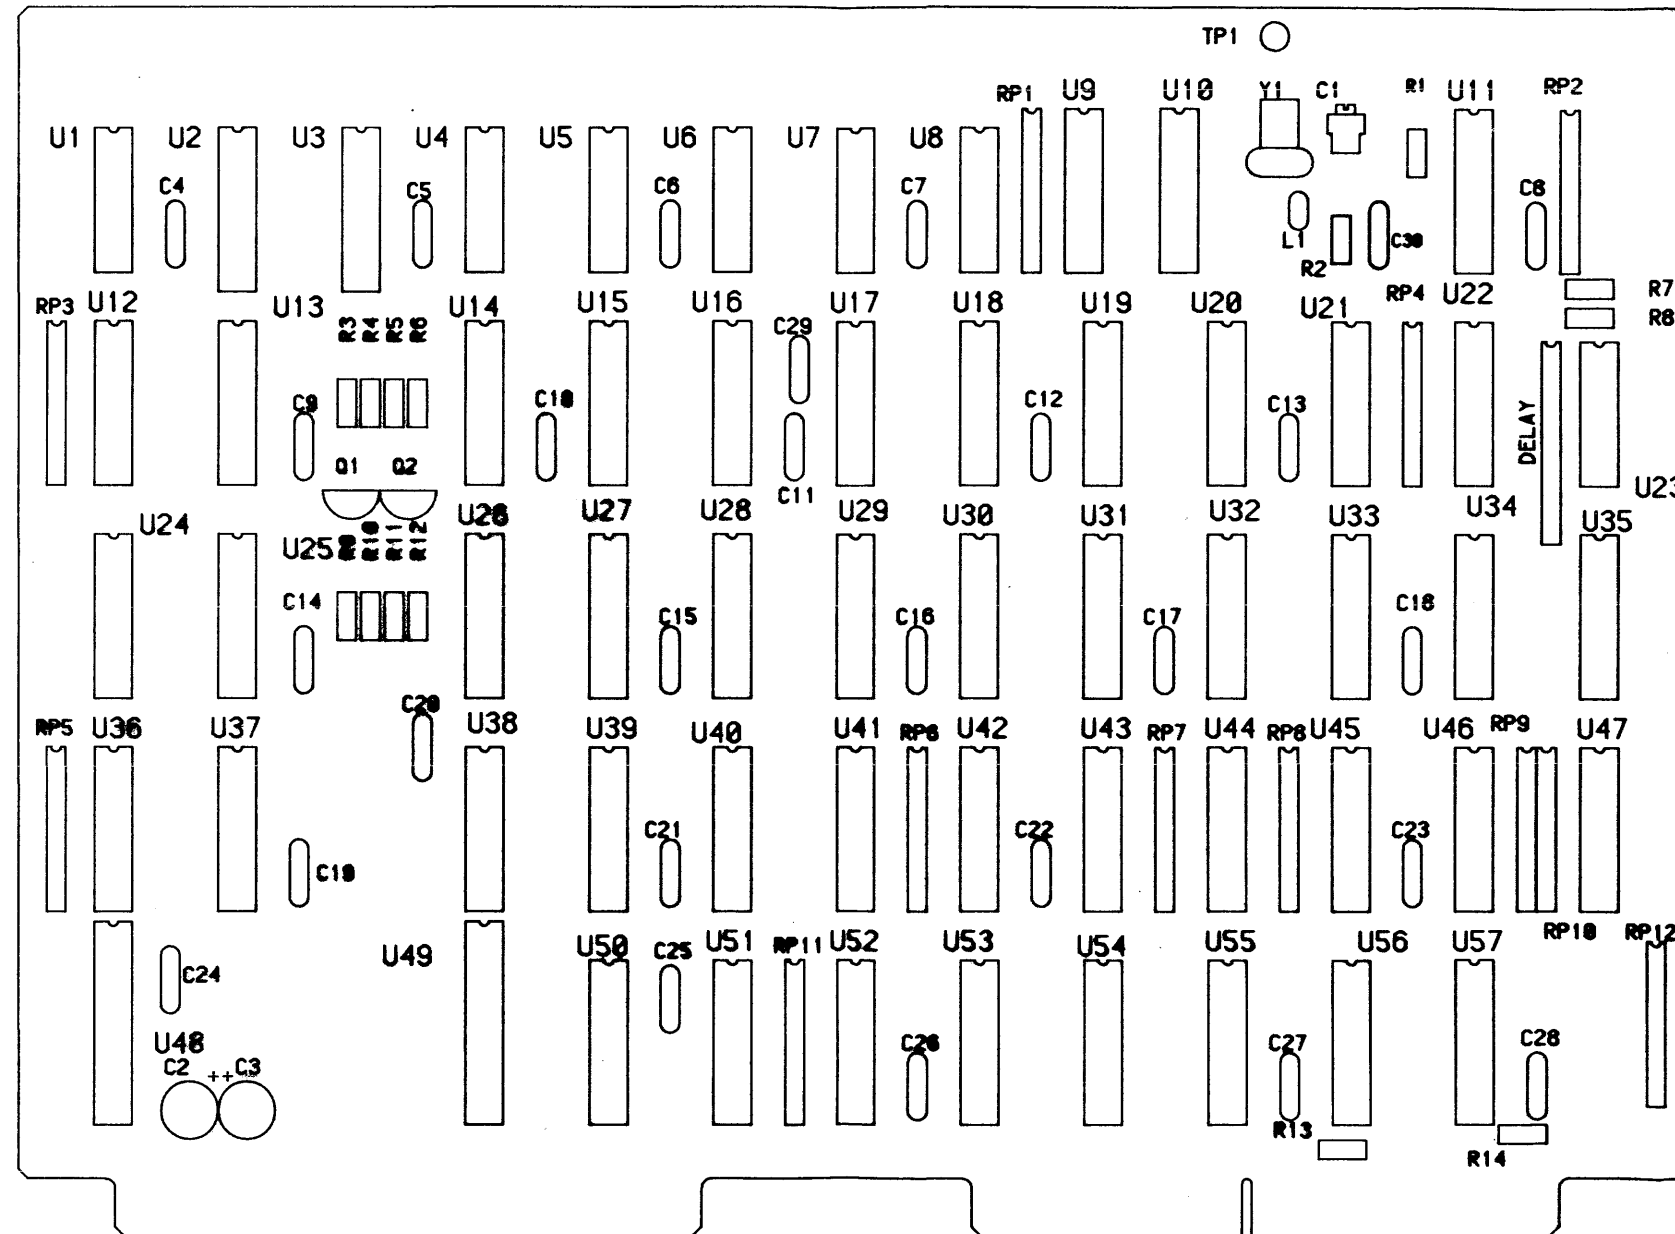 TP1
RP1 U9 U10 Y1 C1 R1 U11 RP2
U1 U2 U3 U4 U5 U6 U7 U8
C4 C5 C6 C7 C8
L1 C30
R2
RP3 U12 U13 U14 U15 U16 U17 U18 U19 U20 U21 RP4 U22 R7
R3 R4 R5 R6 R8
C29
C9 C10 C12 C13
DELAY
Q1 Q2
C11 U23
U24 U26 U27 U28 U29 U30 U31 U32 U33 U34 U35
U25 R9 R10 R11 R12
C14 C15 C16 C17 C18
C20
RP5 U36 U37 U38 U39 U40 U41 RP6 U42 U43 RP7 U44 RP8 U45 U46 RP9 U47
C21 C22 C23
C19
RP10 RP12
U49 U50 C25 U51 RP11 U52 U53 U54 U55 U56 U57
C24
U48
C2 ++ C3 C26 C27 C28
R13
R14